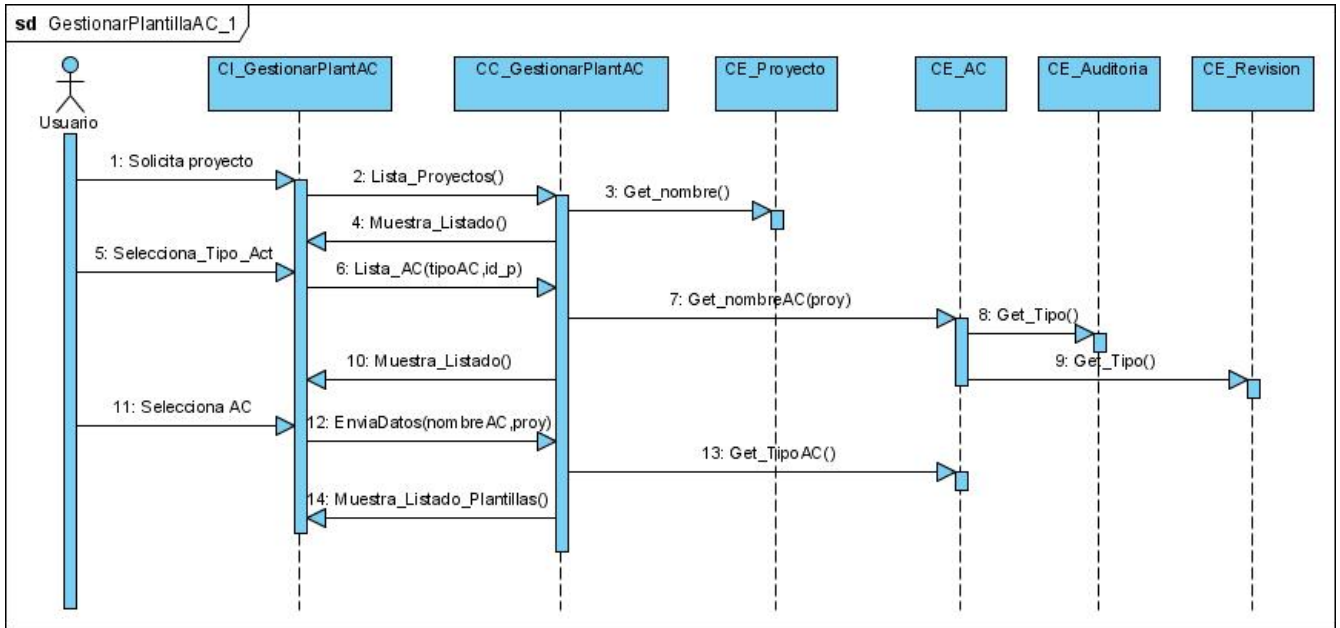 sd GestionarPlantillaAC_1
CI_GestionarPlantAC
CC_GestionarPlantAC
CE_Proyecto
CE_AC
CE_Auditoria
CE_Revision
Usuario
1: Solicita proyecto
2: Lista_Proyectos()
3: Get_nombre()
4: Muestra_Listado()
5: Selecciona_Tipo_Act
6: Lista_AC(tipoAC,id_p)
7: Get_nombreAC(proy)
8: Get_Tipo()
9: Get_Tipo()
10: Muestra_Listado()
11: Selecciona AC
12: EnviaDatos(nombreAC,proy)
13: Get_TipoAC()
14: Muestra_Listado_Plantillas()